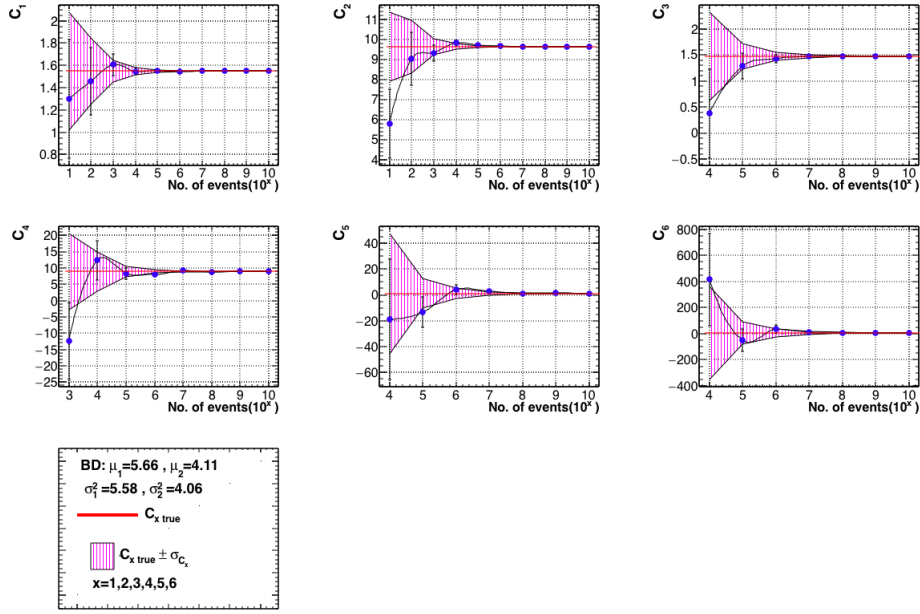 C₁
2
1.8
1.6
1.4
1.2
1
0.8
1 2 3 4 5 6 7 8 9 10
No. of events(10ˣ)
C₂
11
10
9
8
7
6
5
4
1 2 3 4 5 6 7 8 9 10
No. of events(10ˣ)
C₃
2
1.5
1
0.5
0
−0.5
4 5 6 7 8 9 10
No. of events(10ˣ)
C₄
20
15
10
5
0
−5
−10
−15
−20
−25
3 4 5 6 7 8 9 10
No. of events(10ˣ)
C₅
40
20
0
−20
−40
−60
4 5 6 7 8 9 10
No. of events(10ˣ)
C₆
800
600
400
200
0
−200
−400
4 5 6 7 8 9 10
No. of events(10ˣ)
BD: μ₁=5.66 , μ₂=4.11
σ₁²=5.58 , σ₂²=4.06
Cₓ true
Cₓ true ± σ_Cₓ
x=1,2,3,4,5,6